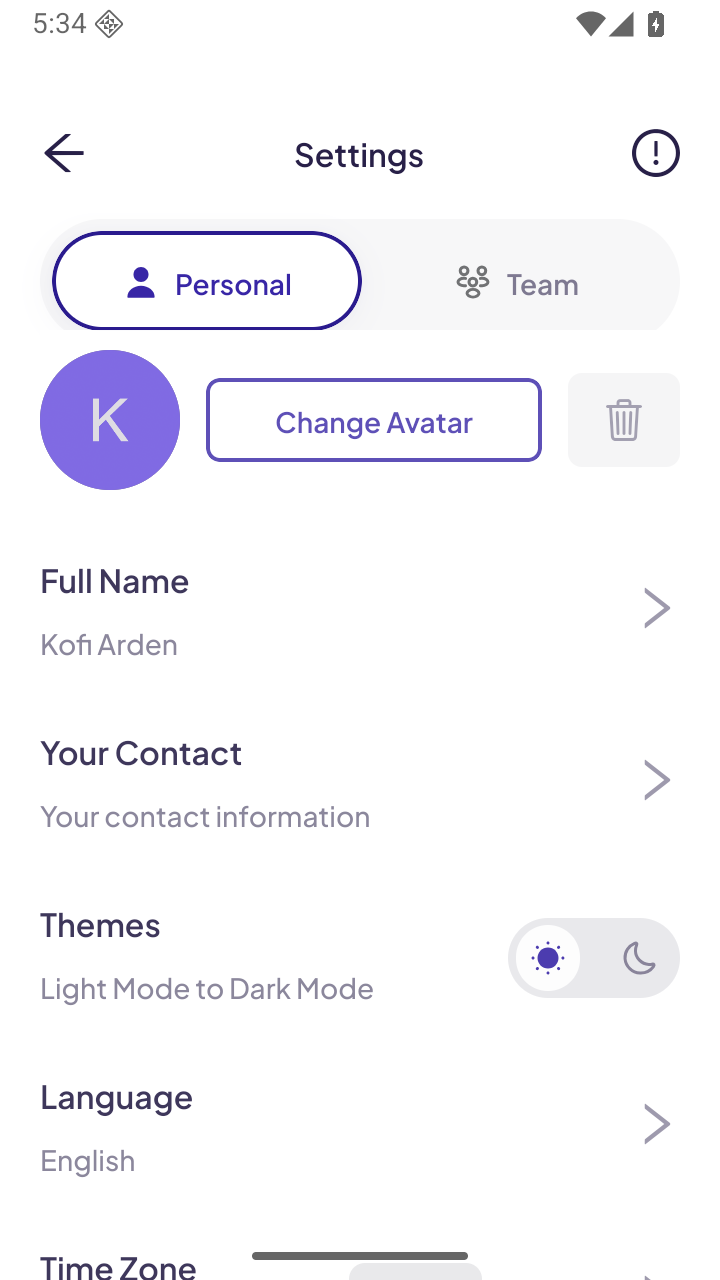 5:34
Settings
Personal
Team
K
Change Avatar
Full Name
Kofi Arden
Your Contact
Your contact information
Themes
Light Mode to Dark Mode
Language
English
Time Zone